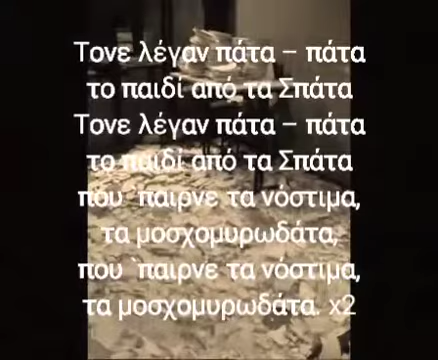 Τονε λέγαν πάτα – πάτα
το παιδί από τα Σπάτα
Τονε λέγαν πάτα – πάτα
το παιδί από τα Σπάτα
που `παιρνε τα νόστιμα,
τα μοσχομυρωδάτα,
που `παιρνε τα νόστιμα,
τα μοσχομυρωδάτα. x2